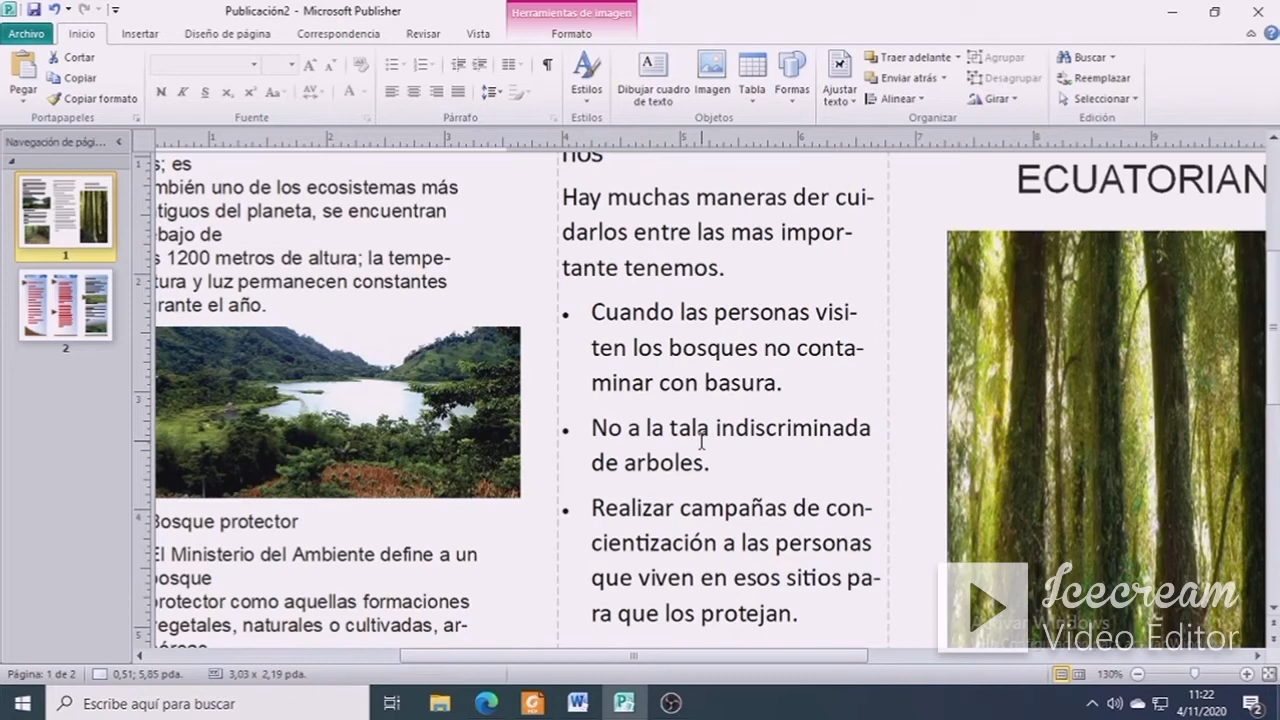 Publicación2 - Microsoft Publisher
Herramientas de imagen
Archivo
Inicio
Insertar
Diseño de página
Correspondencia
Revisar
Vista
Formato
Pegar
Cortar
Copiar
Copiar formato
Portapapeles
N K S
Fuente
Párrafo
Estilos
Estilos
Dibujar cuadro
de texto
Imagen
Tabla
Formas
Objetos
Ajustar
texto
Traer adelante
Enviar atrás
Alinear
Agrupar
Desagrupar
Girar
Organizar
Buscar
Reemplazar
Seleccionar
Edición
Navegación de pági...
1
2
s; es
mbién uno de los ecosistemas más
tiguos del planeta, se encuentran
ebajo de
s 1200 metros de altura; la tempe-
tura y luz permanecen constantes
rante el año.
Bosque protector
El Ministerio del Ambiente define a un
bosque
protector como aquellas formaciones
vegetales, naturales o cultivadas, ar-
nos
Hay muchas maneras der cui-
darlos entre las mas impor-
tante tenemos.
• Cuando las personas visi-
ten los bosques no conta-
minar con basura.
• No a la tala indiscriminada
de arboles.
• Realizar campañas de con-
cientización a las personas
que viven en esos sitios pa-
ra que los protejan.
ECUATORIAN
Icecream
Activar Windows
Video Editor
Página: 1 de 2
0,51; 5,85 pda.
3,03 x 2,19 pda.
130%
Escribe aquí para buscar
11:22
4/11/2020
2